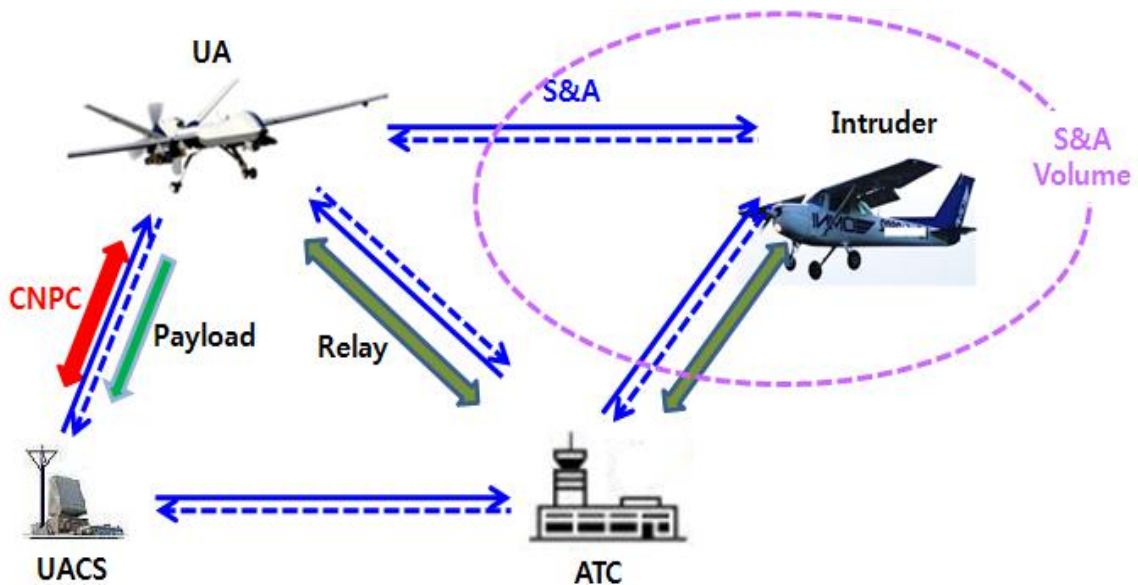 UA
S&A
Intruder
S&A
Volume
CNPC
Payload
Relay
UACS
ATC